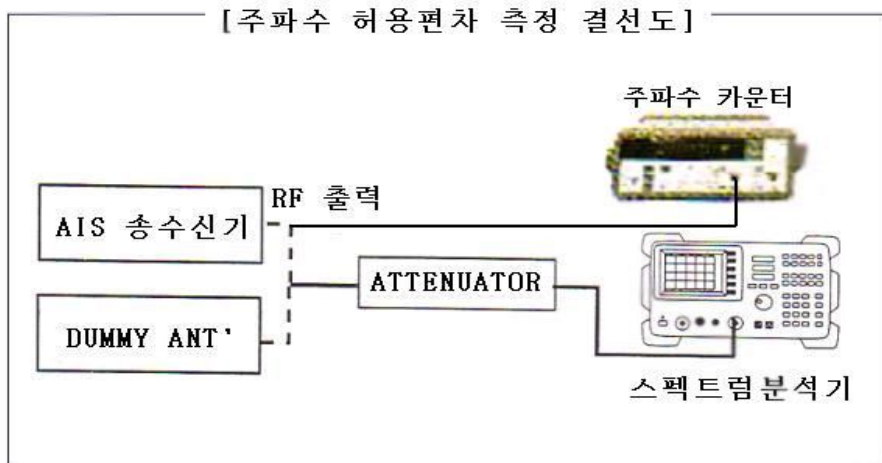 [주파수 허용편차 측정 결선도]
주파수 카운터
RF 출력
AIS 송수신기
ATTENUATOR
DUMMY ANT'
스펙트럼분석기